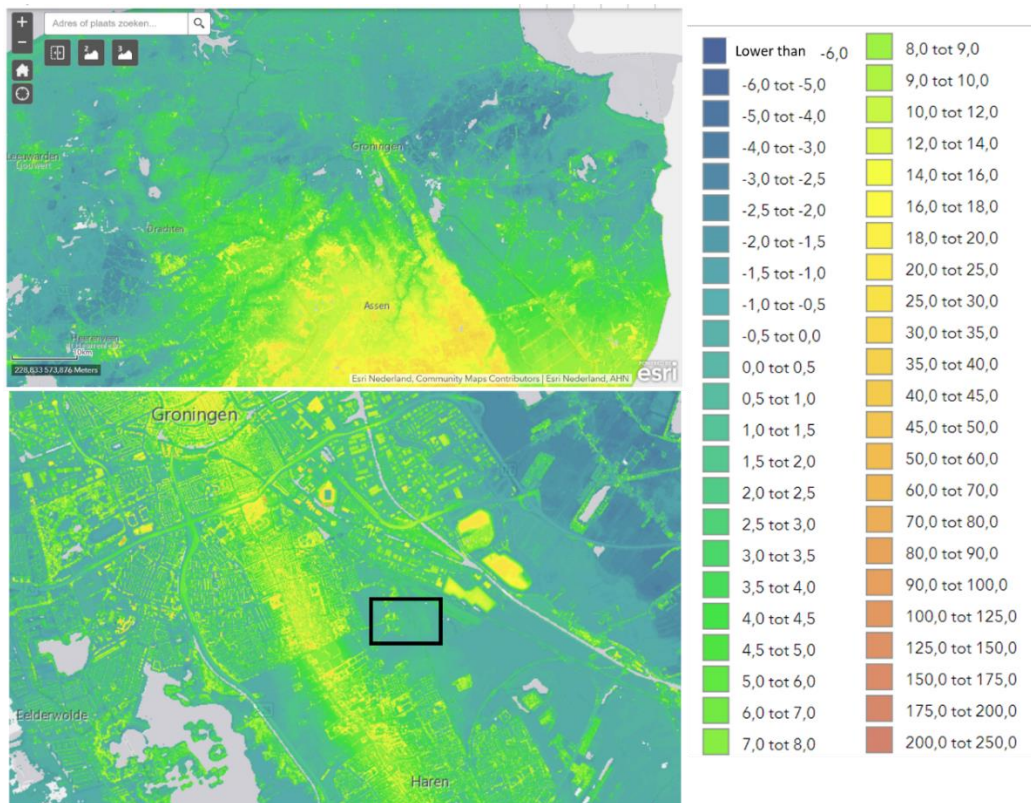 +
Adres of plaats zoeken...
−
2
3
Groningen
Leeuwarden
Ljouwert
Drachten
Assen
Heerenveen
10km
228,833 573,876 Meters
Esri Nederland, Community Maps Contributors | Esri Nederland, AHN
POWERED BY
esri
Groningen
Eelderwolde
Haren
Lower than -6,0
-6,0 tot -5,0
-5,0 tot -4,0
-4,0 tot -3,0
-3,0 tot -2,5
-2,5 tot -2,0
-2,0 tot -1,5
-1,5 tot -1,0
-1,0 tot -0,5
-0,5 tot 0,0
0,0 tot 0,5
0,5 tot 1,0
1,0 tot 1,5
1,5 tot 2,0
2,0 tot 2,5
2,5 tot 3,0
3,0 tot 3,5
3,5 tot 4,0
4,0 tot 4,5
4,5 tot 5,0
5,0 tot 6,0
6,0 tot 7,0
7,0 tot 8,0
8,0 tot 9,0
9,0 tot 10,0
10,0 tot 12,0
12,0 tot 14,0
14,0 tot 16,0
16,0 tot 18,0
18,0 tot 20,0
20,0 tot 25,0
25,0 tot 30,0
30,0 tot 35,0
35,0 tot 40,0
40,0 tot 45,0
45,0 tot 50,0
50,0 tot 60,0
60,0 tot 70,0
70,0 tot 80,0
80,0 tot 90,0
90,0 tot 100,0
100,0 tot 125,0
125,0 tot 150,0
150,0 tot 175,0
175,0 tot 200,0
200,0 tot 250,0